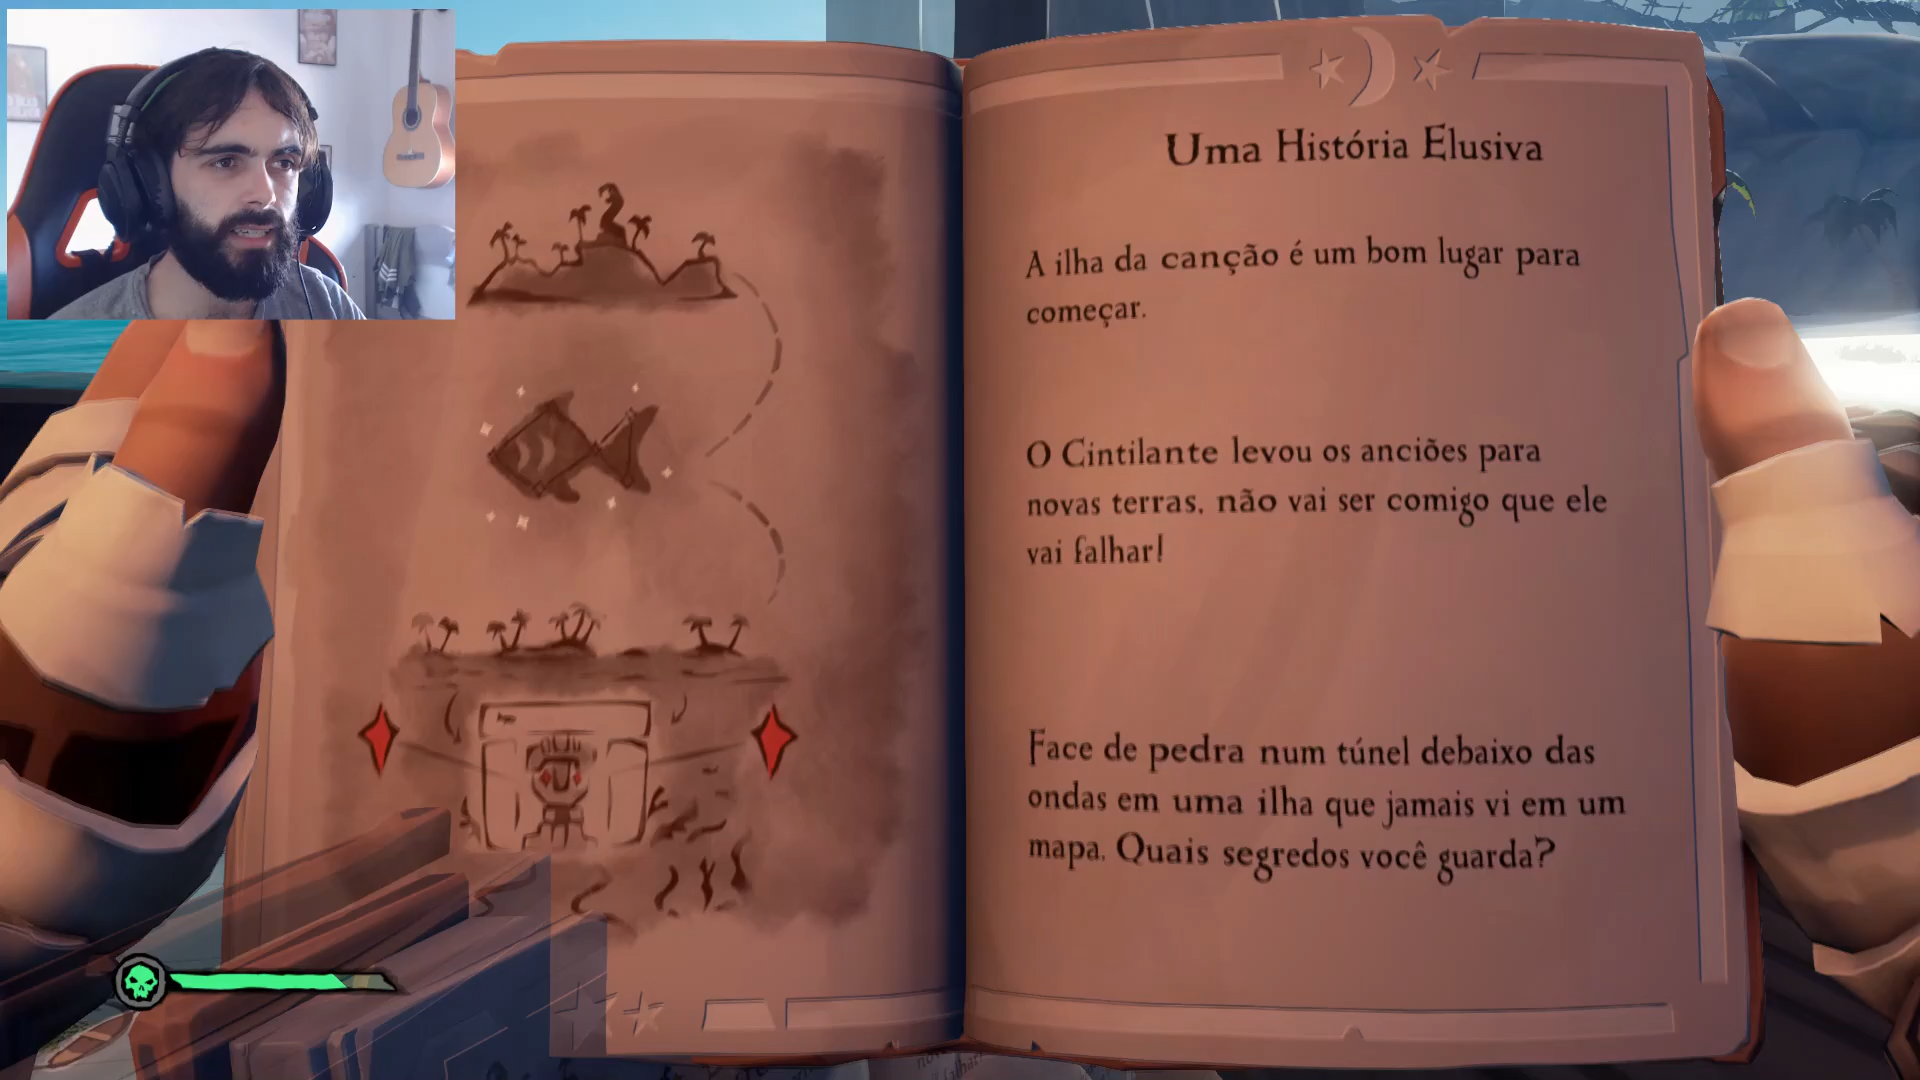 Uma História Elusiva
A ilha da canção é um bom lugar para
começar.
O Cintilante levou os anciões para
novas terras, não vai ser comigo que ele
vai falhar!
Face de pedra num túnel debaixo das
ondas em uma ilha que jamais vi em um
mapa. Quais segredos você guarda?